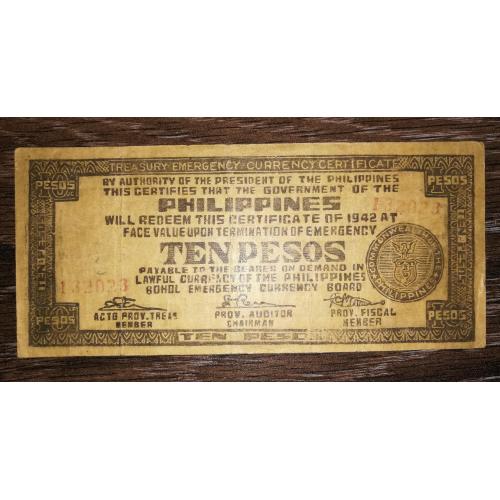 TREASURY EMERGENCY CURRENCY CERTIFICATE
PESOS
PESOS
BY AUTHORITY OF THE PRESIDENT OF THE PHILIPPINES
THIS CERTIFIES THAT THE GOVERNMENT OF THE
PHILIPPINES
132023
WILL REDEEM THIS CERTIFICATE OF 1942 AT
FACE VALUE UPON TERMINATION OF EMERGENCY
TEN PESOS
PAYABLE TO THE BEARER ON DEMAND IN
132023
LAWFUL CURRENCY OF THE PHILIPPINES
BOHOL EMERGENCY CURRENCY BOARD
COMMONWEALTH OF THE
PHILIPPINES
ACTG PROV. TREAS
PROV. AUDITOR
PROV. FISCAL
MEMBER
CHAIRMAN
MEMBER
PESOS
PESOS
TEN PESO